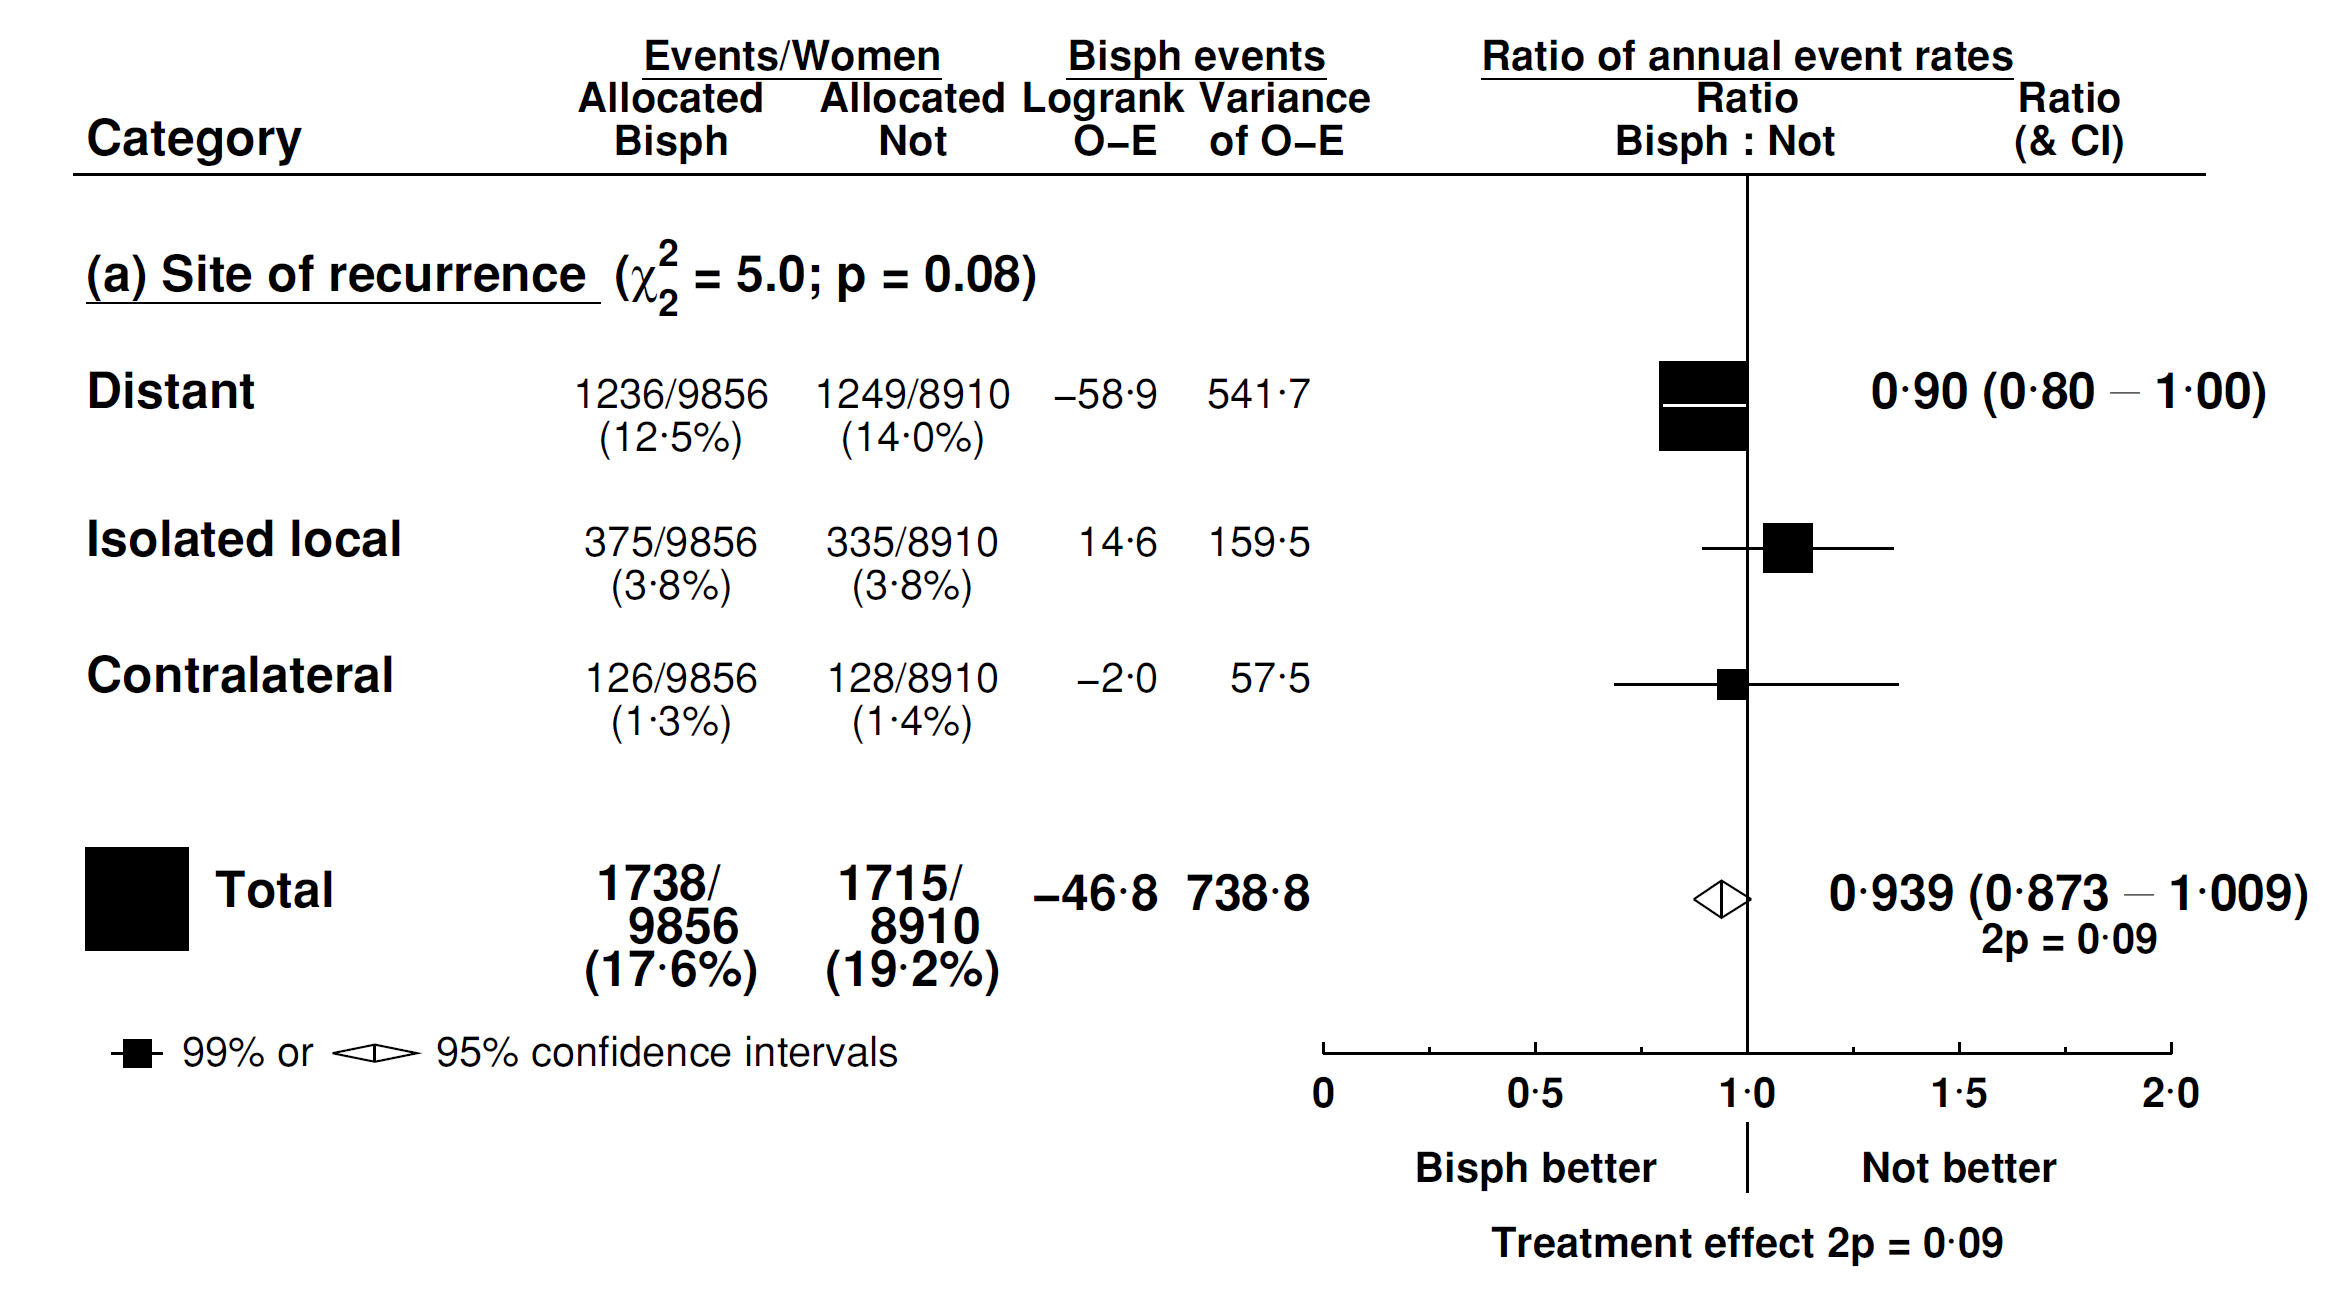 Events/Women Bisph events Ratio of annual event rates
Allocated Allocated Logrank Variance Ratio Ratio
Category Bisph Not O–E of O–E Bisph : Not (& CI)
(a) Site of recurrence (χ²₂ = 5.0; p = 0.08)
Distant 1236/9856 1249/8910 –58·9 541·7 0·90 (0·80 – 1·00)
(12·5%) (14·0%)
Isolated local 375/9856 335/8910 14·6 159·5
(3·8%) (3·8%)
Contralateral 126/9856 128/8910 –2·0 57·5
(1·3%) (1·4%)
Total 1738/ 1715/ –46·8 738·8 0·939 (0·873 – 1·009)
9856 8910 2p = 0·09
(17·6%) (19·2%)
99% or 95% confidence intervals
0 0·5 1·0 1·5 2·0
Bisph better Not better
Treatment effect 2p = 0·09